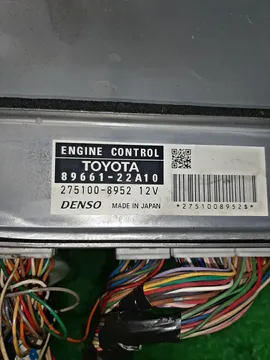 ENGINE CONTROL
TOYOTA
89661-22A10
275100-8952 12V
DENSO MADE IN JAPAN
*2751008952$*